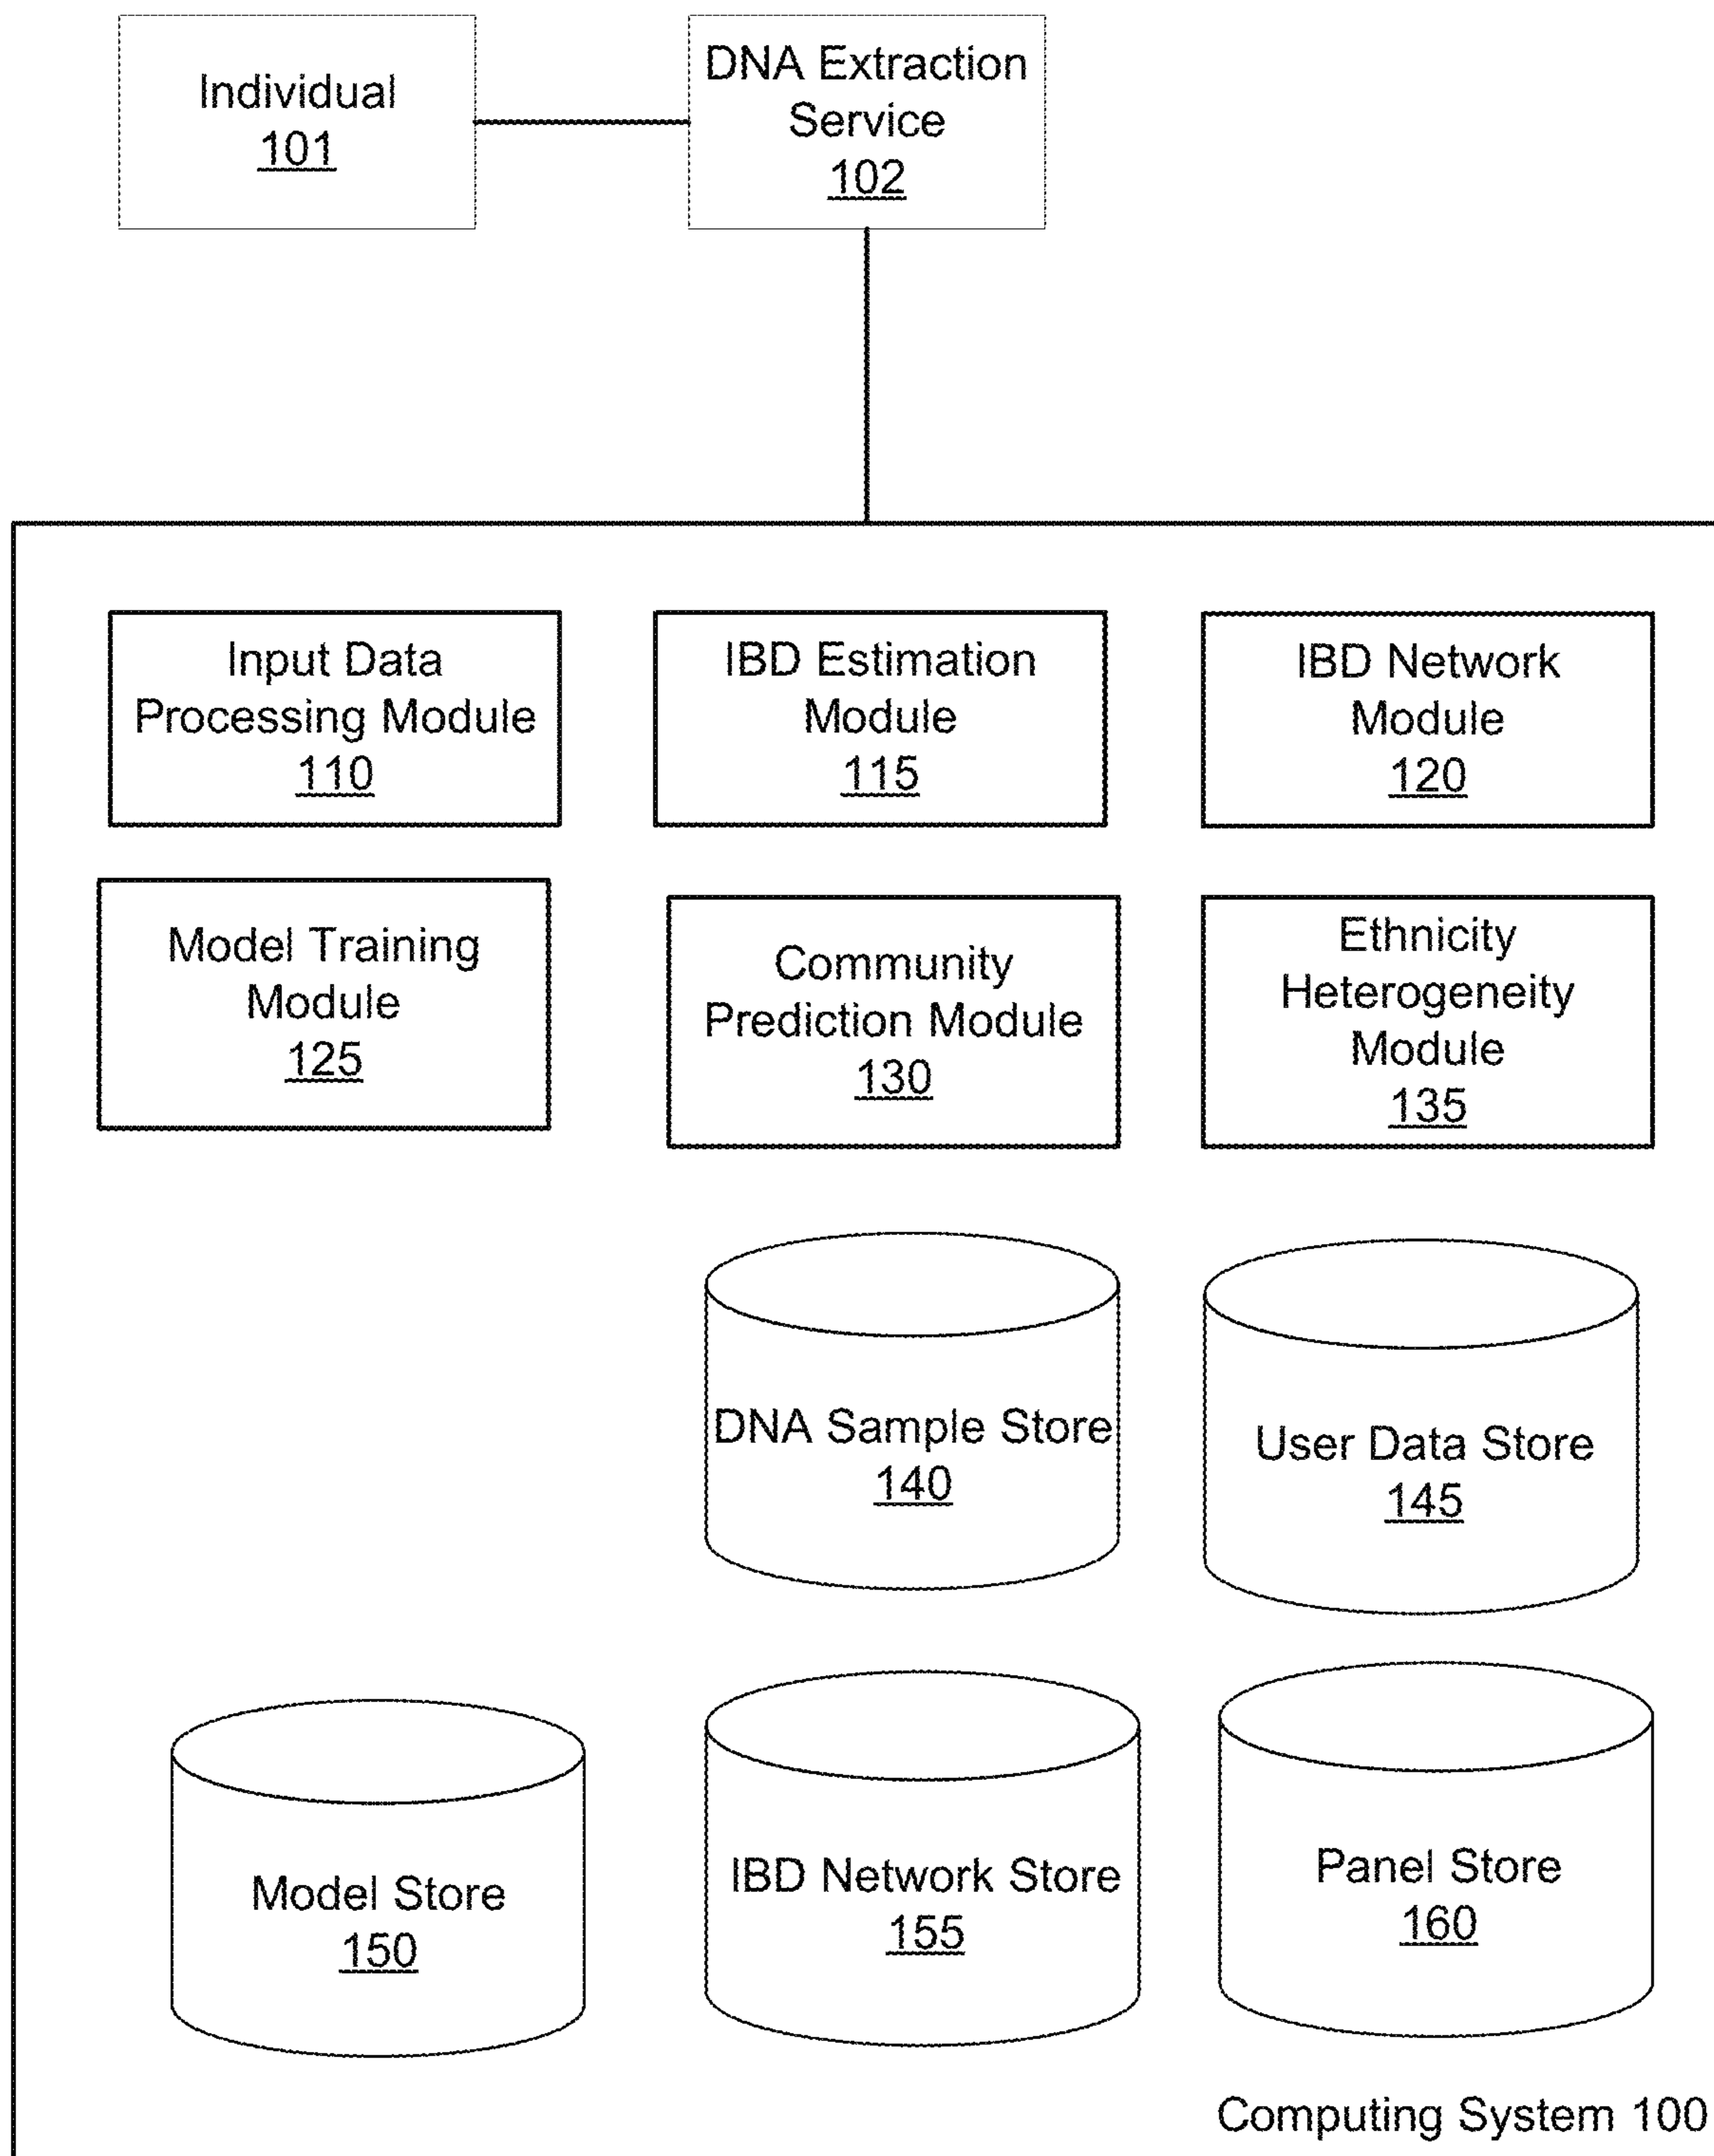 Individual
101
DNA Extraction
Service
102
Input Data
Processing Module
110
IBD Estimation
Module
115
IBD Network
Module
120
Model Training
Module
125
Community
Prediction Module
130
Ethnicity
Heterogeneity
Module
135
DNA Sample Store
140
User Data Store
145
Model Store
150
IBD Network Store
155
Panel Store
160
Computing System 100